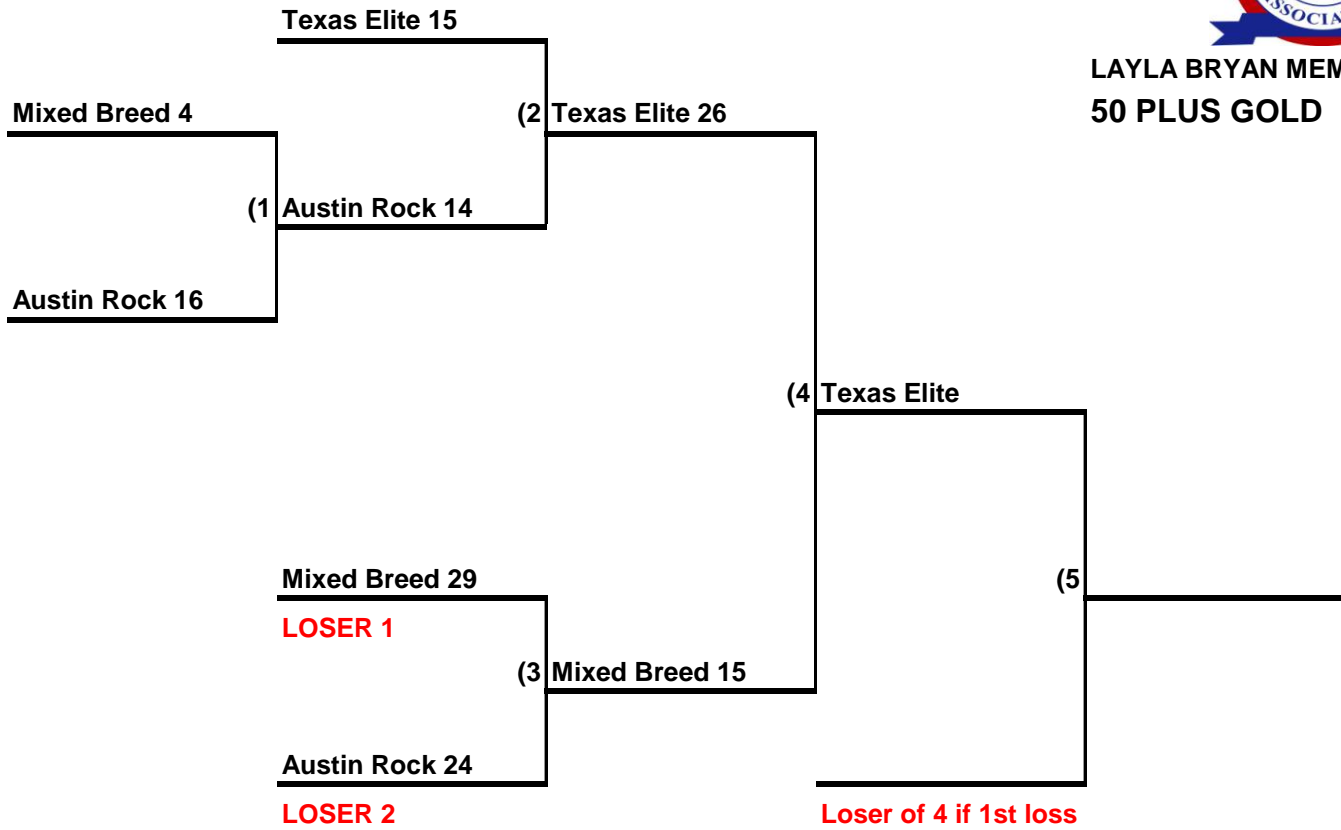 Texas Elite 15
LAYLA BRYAN
Mixed Breed 4
(2 Texas Elite 26
50 PLUS GOLD
(1 Austin Rock 14
Austin Rock 16
(4 Texas Elite
Mixed Breed 29
(5
LOSER 1
(3 Mixed Breed 15
Austin Rock 24
LOSER 2
Loser of 4 if 1st loss